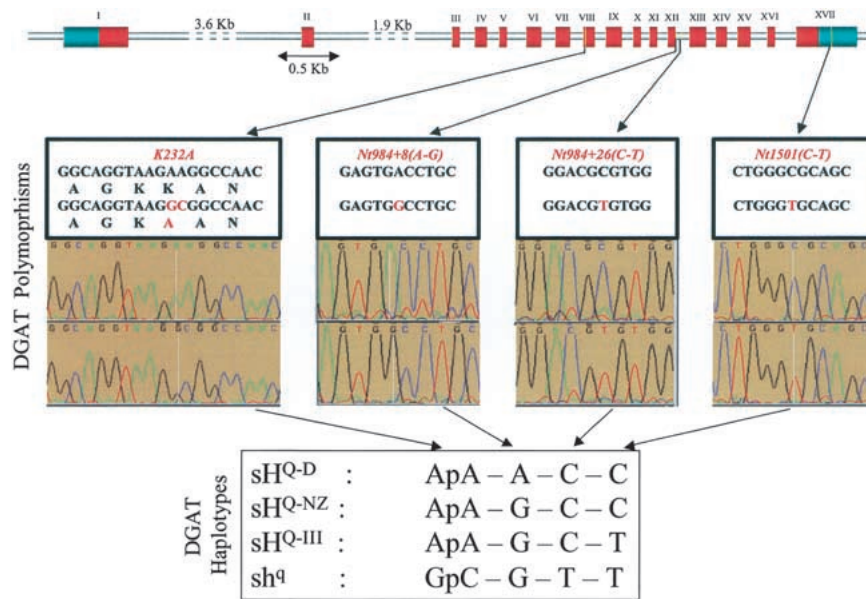 I II III IV V VI VII VIII IX X XI XII XIII XIV XV XVI XVII
3.6 Kb 1.9 Kb
0.5 Kb
DGAT Polymoprhisms
K232A
GGCAGGTAAGAAGGCCAAC
A G K K A N
GGCAGGTAAGGCGGCCAAC
A G K A A N
Nt984+8(A-G)
GAGTGACCTGC
GAGTGGCCTGC
Nt984+26(C-T)
GGACGCGTGG
GGACGTGTGG
Nt1501(C-T)
CTGGGCGCAGC
CTGGGTGCAGC
DGAT Haplotypes
sH^Q-D : ApA – A – C – C
sH^Q-NZ : ApA – G – C – C
sH^Q-III : ApA – G – C – T
sh^q : GpC – G – T – T